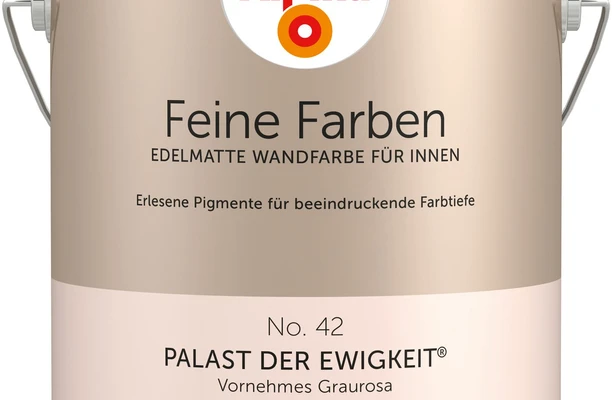 Feine Farben
EDELMATTE WANDFARBE FÜR INNEN
Erlesene Pigmente für beeindruckende Farbtiefe
No. 42
PALAST DER EWIGKEIT®
Vornehmes Graurosa